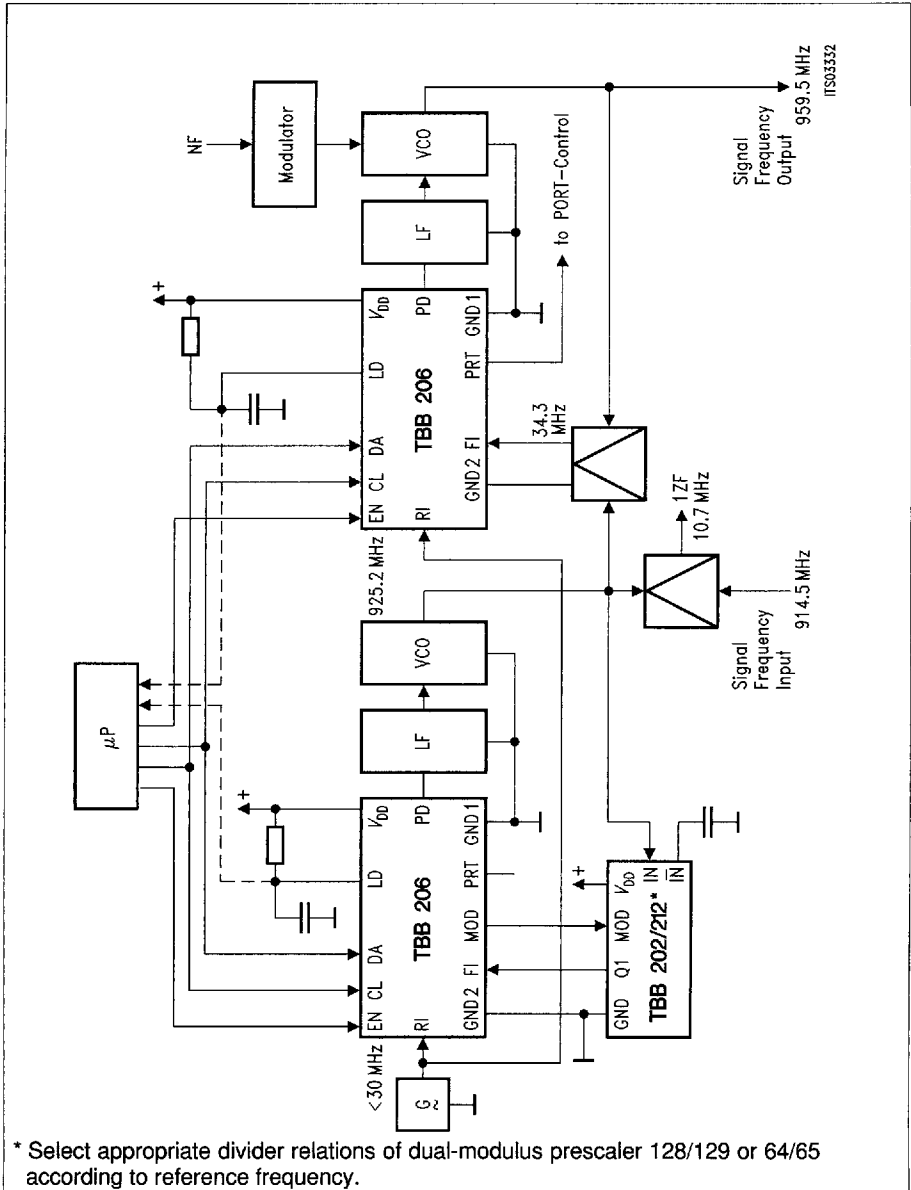 μP
+
+
NF
Modulator
EN CL DA LD VDD
RI TBB 206 PD
GND2 FI MOD PRT GND1
<30 MHz
G~
LF
VCO
925.2 MHz
EN CL DA LD VDD
RI TBB 206 PD
GND2 FI PRT GND1
LF
VCO
34.3
MHz
to PORT-Control
+
GND Q1 MOD VDD
TBB 202/212* IN
IN
1ZF
10.7 MHz
Signal
Frequency
Input
914.5 MHz
Signal
Frequency
Output
959.5 MHz
ITS03332
* Select appropriate divider relations of dual-modulus prescaler 128/129 or 64/65
according to reference frequency.